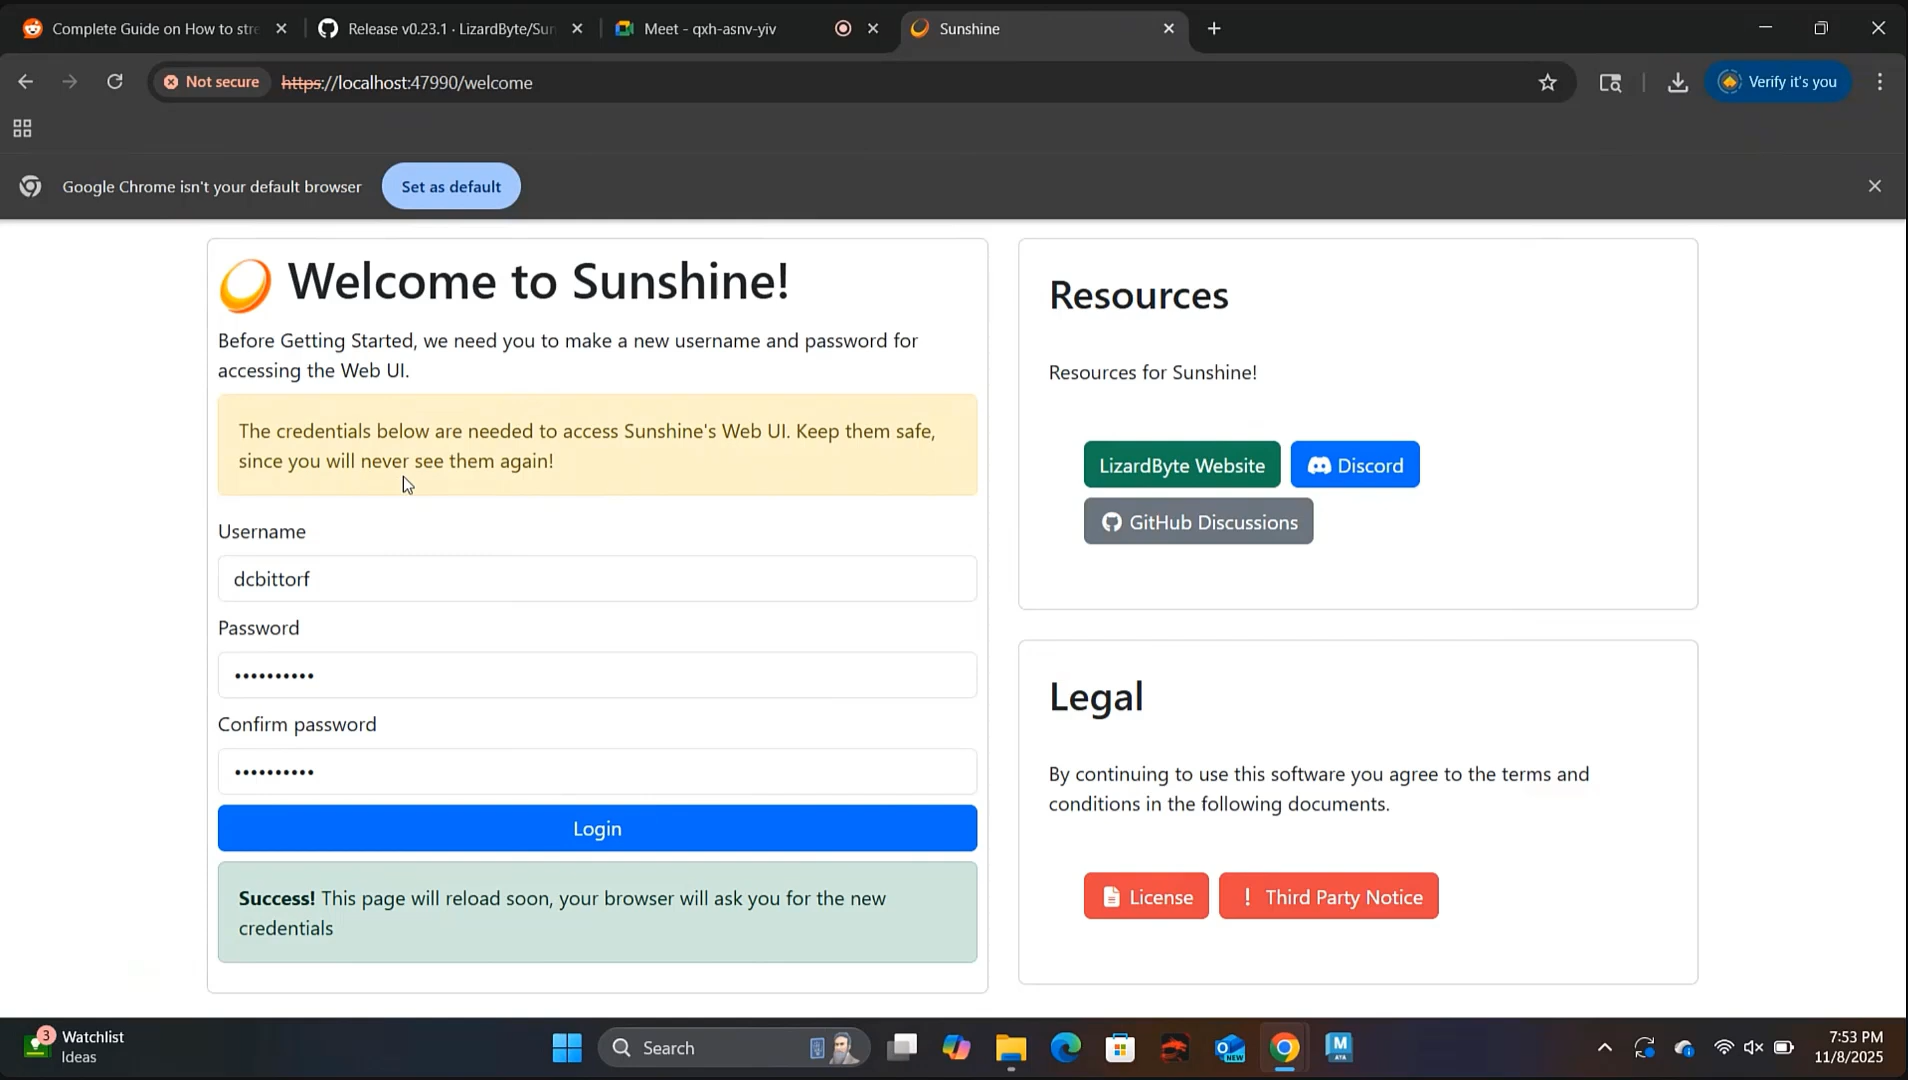 Complete Guide on How to stre
Release v0.23.1 · LizardByte/Sun
Meet - qxh-asnv-yiv
Sunshine
Not secure
https://localhost:47990/welcome
Verify it's you
Google Chrome isn't your default browser
Set as default
Welcome to Sunshine!
Before Getting Started, we need you to make a new username and password for
accessing the Web UI.
The credentials below are needed to access Sunshine's Web UI. Keep them safe,
since you will never see them again!
Username
dcbittorf
Password
••••••••••
Confirm password
••••••••••
Login
Success! This page will reload soon, your browser will ask you for the new
credentials
Resources
Resources for Sunshine!
LizardByte Website
Discord
GitHub Discussions
Legal
By continuing to use this software you agree to the terms and
conditions in the following documents.
License
! Third Party Notice
3
Watchlist
Ideas
Search
NEW
M
7:53 PM
11/8/2025